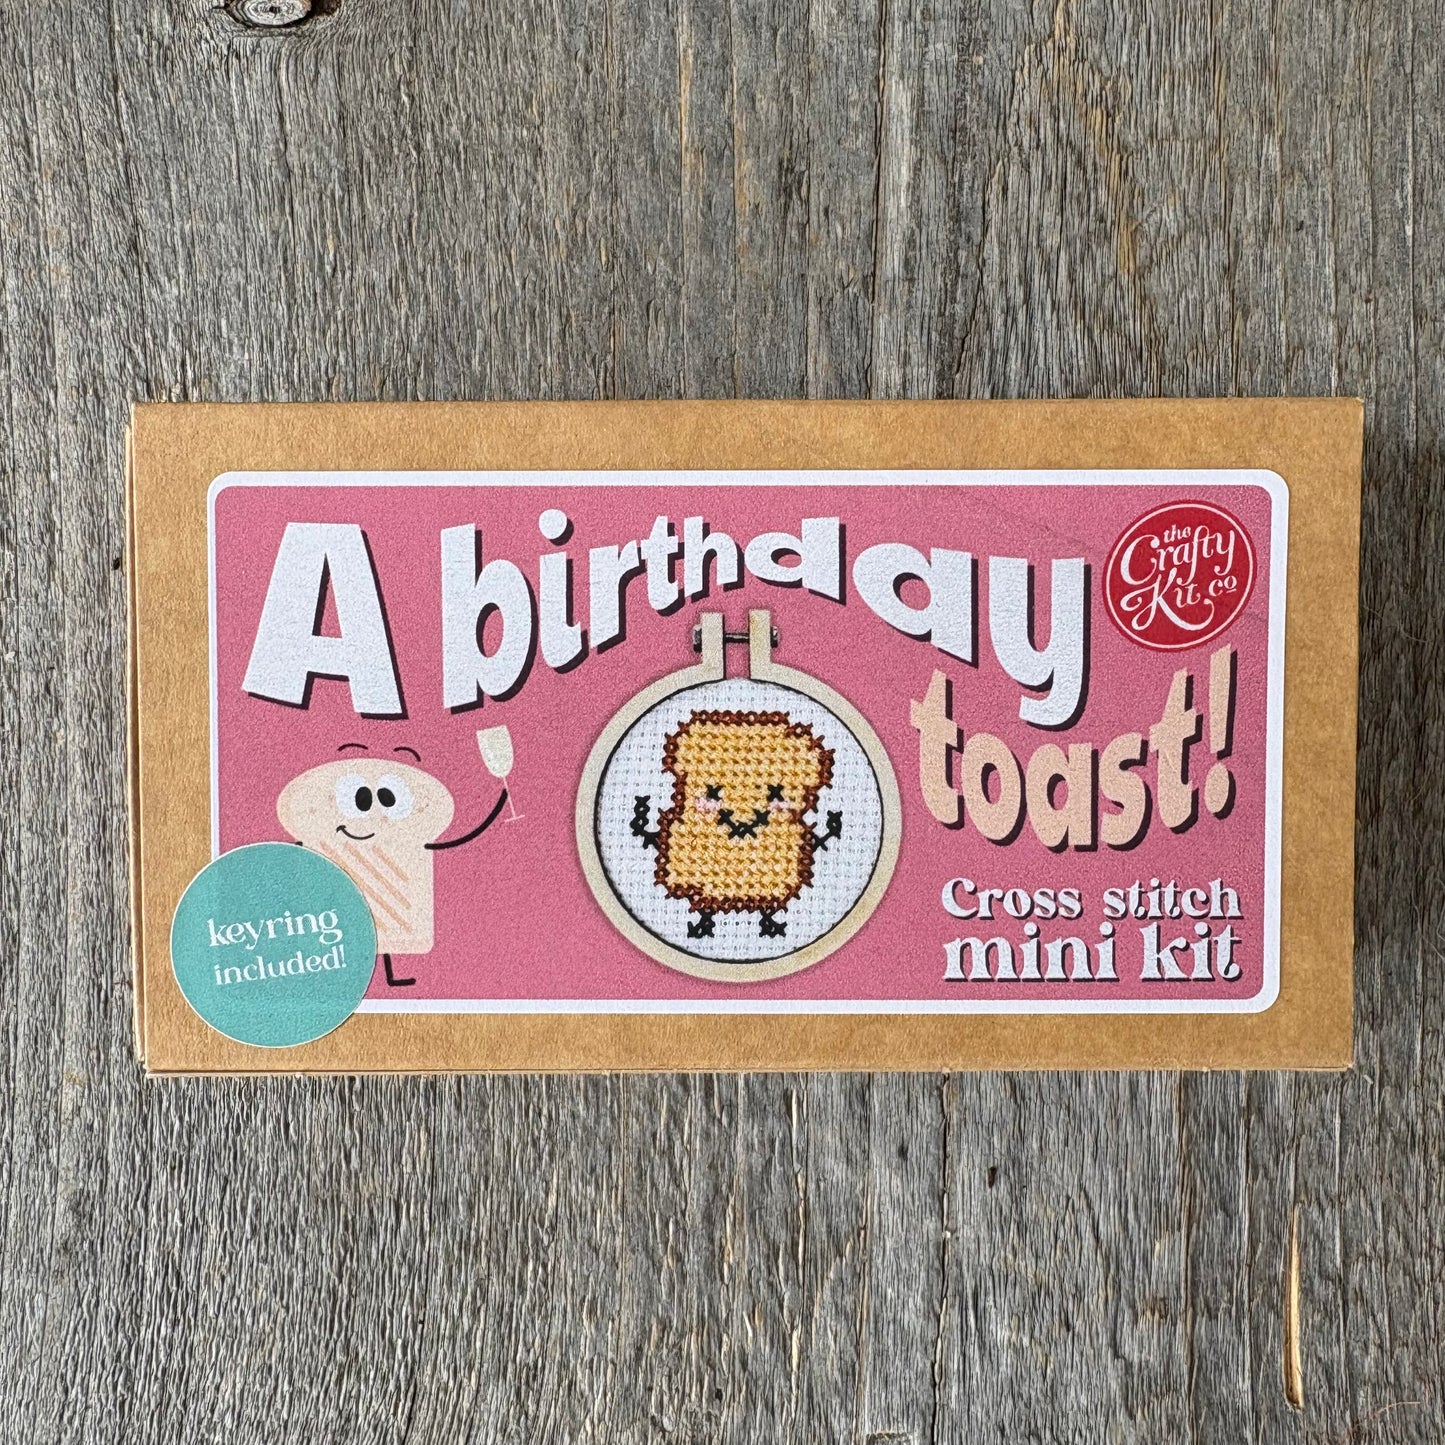 A birthday
toast!
the
Crafty
Kit co
Cross stitch
mini kit
keyring
included!